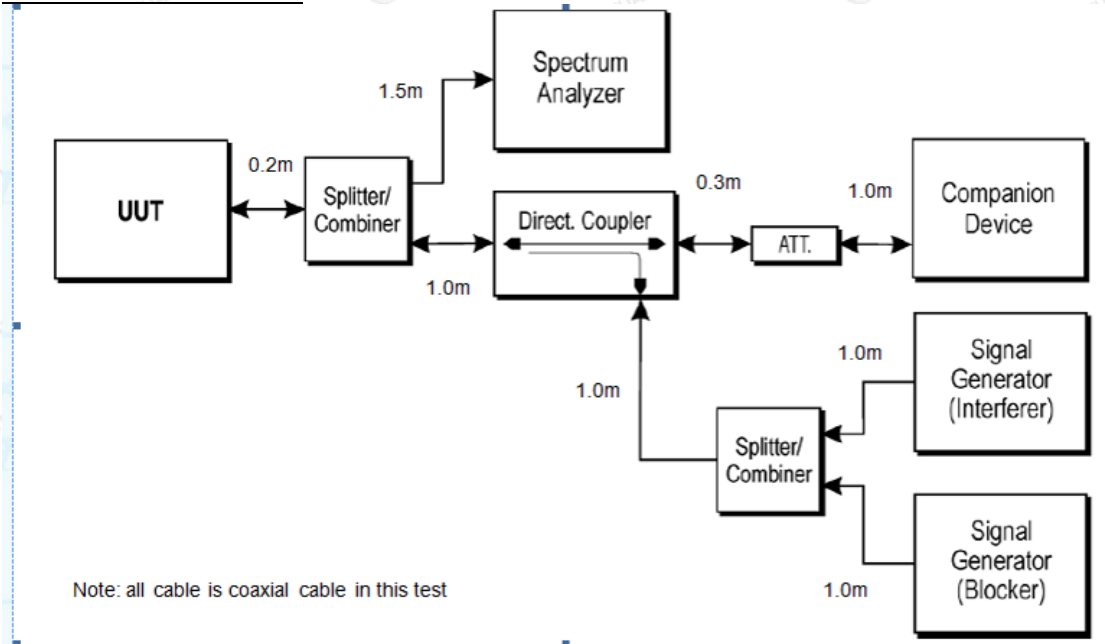 Spectrum
Analyzer
1.5m
UUT
0.2m
Splitter/
Combiner
1.0m
Direct. Coupler
0.3m
ATT.
1.0m
Companion
Device
1.0m
Splitter/
Combiner
1.0m
Signal
Generator
(Interferer)
1.0m
Signal
Generator
(Blocker)
Note: all cable is coaxial cable in this test